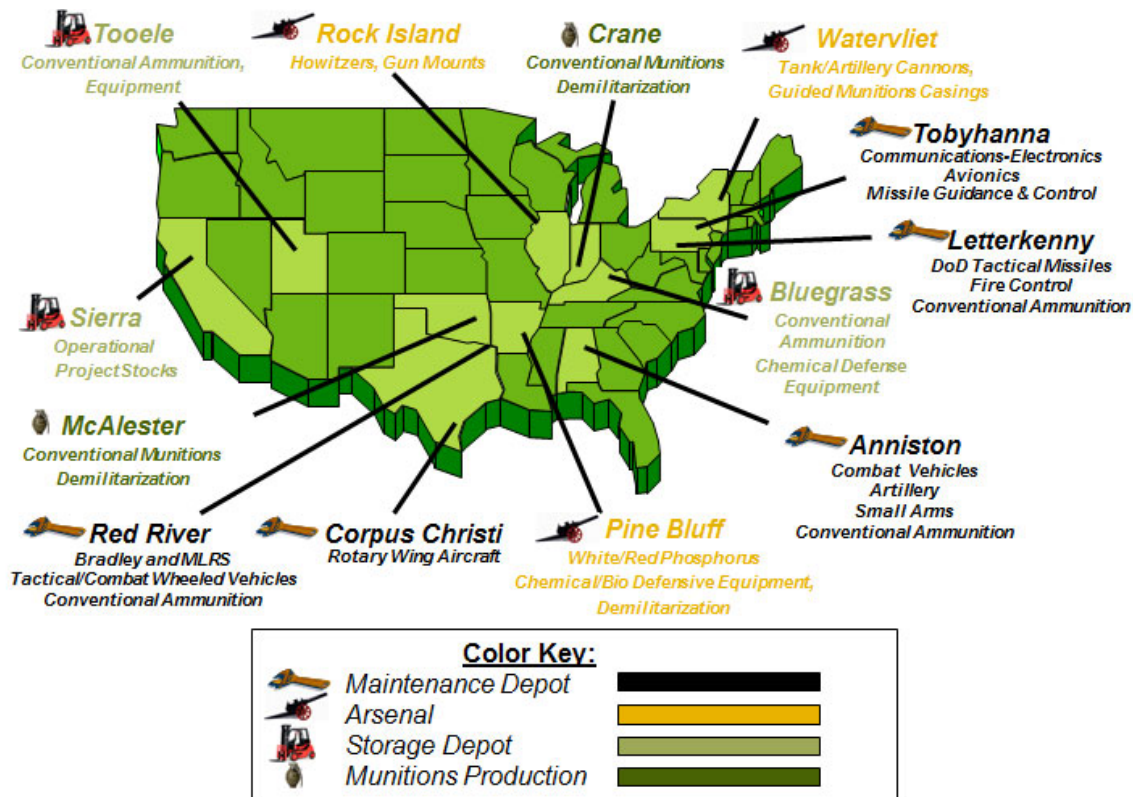 Tooele
Conventional Ammunition,
Equipment
Rock Island
Howitzers, Gun Mounts
Crane
Conventional Munitions
Demilitarization
Watervliet
Tank/Artillery Cannons,
Guided Munitions Casings
Tobyhanna
Communications-Electronics
Avionics
Missile Guidance & Control
Letterkenny
DoD Tactical Missiles
Fire Control
Conventional Ammunition
Bluegrass
Conventional
Ammunition
Chemical Defense
Equipment
Sierra
Operational
Project Stocks
McAlester
Conventional Munitions
Demilitarization
Anniston
Combat Vehicles
Artillery
Small Arms
Conventional Ammunition
Red River
Bradley and MLRS
Tactical/Combat Wheeled Vehicles
Conventional Ammunition
Corpus Christi
Rotary Wing Aircraft
Pine Bluff
White/Red Phosphorus
Chemical/Bio Defensive Equipment,
Demilitarization
Color Key:
Maintenance Depot
Arsenal
Storage Depot
Munitions Production